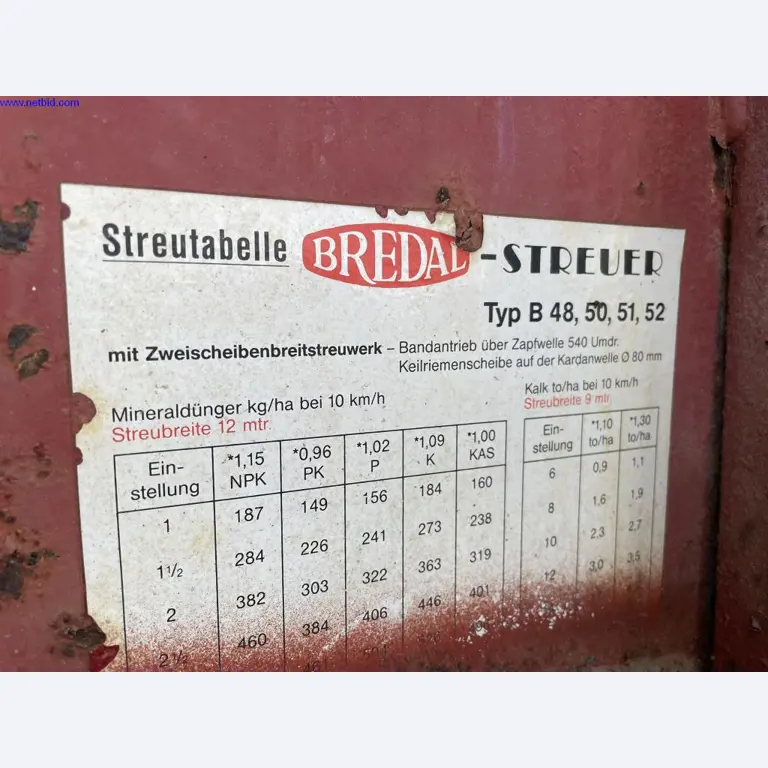 www.netbid.com
Streutabelle BREDAL -STREUER
Typ B 48, 50, 51, 52
mit Zweischeibenbreitstreuwerk – Bandantrieb über Zapfwelle 540 Umdr.
Keilriemenscheibe auf der Kardanwelle Ø 80 mm
Mineraldünger kg/ha bei 10 km/h
Streubreite 12 mtr.
Ein-stellung *1,15 NPK *0,96 PK *1,02 P *1,09 K *1,00 KAS
1 187 149 156 184 160
1 1/2 284 226 241 273 238
2 382 303 322 363 319
2 1/2 460 384 406 446 401
Kalk to/ha bei 10 km/h
Streubreite 9 mtr.
Ein-stellung *1,10 to/ha *1,30 to/ha
6 0,9 1,1
8 1,6 1,9
10 2,3 2,7
12 3,0 3,5